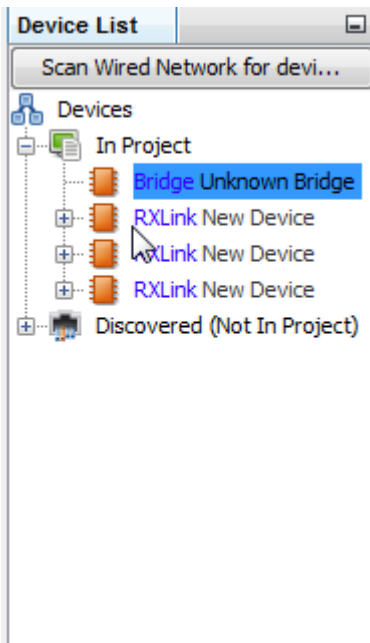 Device List
Scan Wired Network for devi...
Devices
In Project
Bridge Unknown Bridge
RXLink New Device
RXLink New Device
RXLink New Device
Discovered (Not In Project)